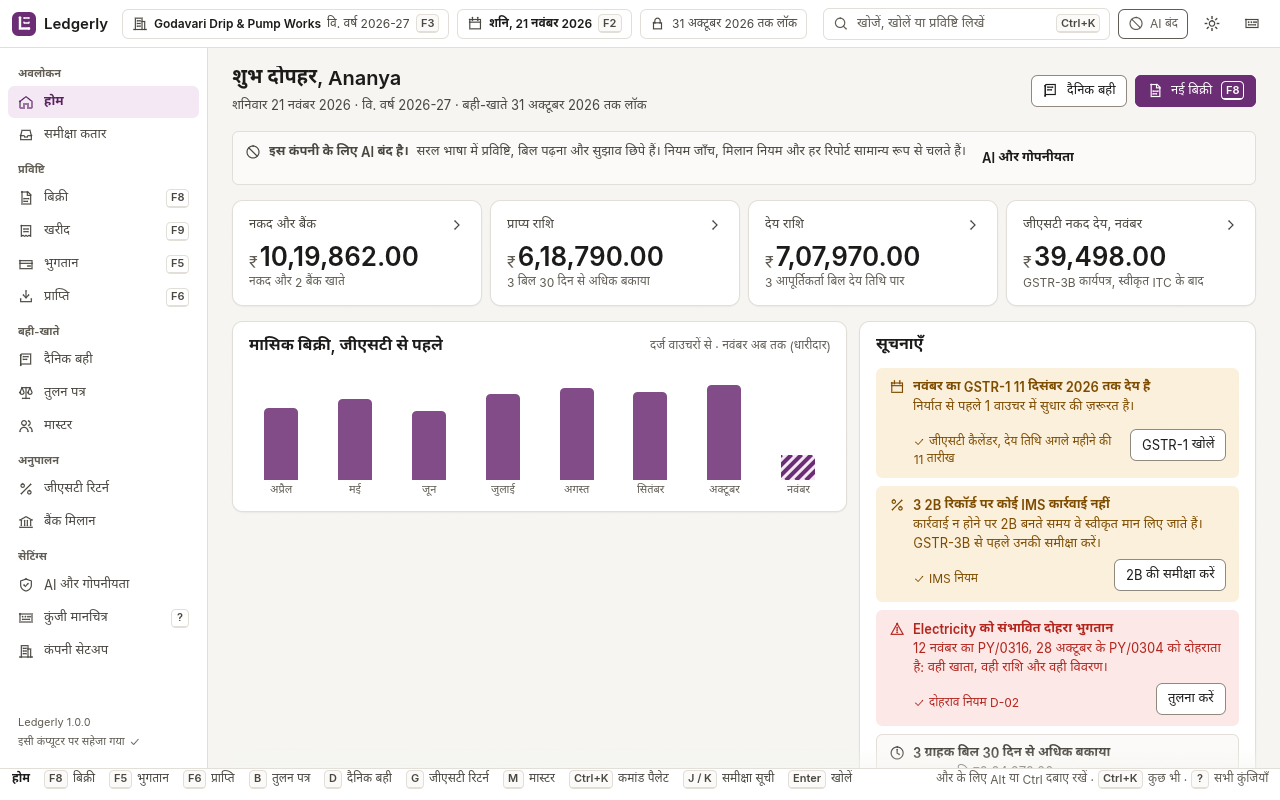 Ledgerly
Godavari Drip & Pump Works वि. वर्ष 2026-27 F3
शनि, 21 नवंबर 2026 F2
31 अक्टूबर 2026 तक लॉक
खोजें, खोलें या प्रविष्टि लिखें Ctrl+K
AI बंद
अवलोकन
होम
समीक्षा कतार
प्रविष्टि
बिक्री F8
खरीद F9
भुगतान F5
प्राप्ति F6
बही-खाते
दैनिक बही
तुलन पत्र
मास्टर
अनुपालन
जीएसटी रिटर्न
बैंक मिलान
सेटिंग्स
AI और गोपनीयता
कुंजी मानचित्र ?
कंपनी सेटअप
Ledgerly 1.0.0
इसी कंप्यूटर पर सहेजा गया
शुभ दोपहर, Ananya
शनिवार 21 नवंबर 2026 · वि. वर्ष 2026-27 · बही-खाते 31 अक्टूबर 2026 तक लॉक
दैनिक बही
नई बिक्री F8
इस कंपनी के लिए AI बंद है। सरल भाषा में प्रविष्टि, बिल पढ़ना और सुझाव छिपे हैं। नियम जाँच, मिलान नियम और हर रिपोर्ट सामान्य रूप से चलते हैं।
AI और गोपनीयता
नकद और बैंक
₹10,19,862.00
नकद और 2 बैंक खाते
प्राप्य राशि
₹6,18,790.00
3 बिल 30 दिन से अधिक बकाया
देय राशि
₹7,07,970.00
3 आपूर्तिकर्ता बिल देय तिथि पार
जीएसटी नकद देय, नवंबर
₹39,498.00
GSTR-3B कार्यपत्र, स्वीकृत ITC के बाद
मासिक बिक्री, जीएसटी से पहले
दर्ज वाउचरों से · नवंबर अब तक (धारीदार)
अप्रैल मई जून जुलाई अगस्त सितंबर अक्टूबर नवंबर
सूचनाएँ
नवंबर का GSTR-1 11 दिसंबर 2026 तक देय है
निर्यात से पहले 1 वाउचर में सुधार की ज़रूरत है।
जीएसटी कैलेंडर, देय तिथि अगले महीने की
11 तारीख
GSTR-1 खोलें
3 2B रिकॉर्ड पर कोई IMS कार्रवाई नहीं
कार्रवाई न होने पर 2B बनते समय वे स्वीकृत मान लिए जाते हैं।
GSTR-3B से पहले उनकी समीक्षा करें।
IMS नियम
2B की समीक्षा करें
Electricity को संभावित दोहरा भुगतान
12 नवंबर का PY/0316, 28 अक्टूबर के PY/0304 को दोहराता
है: वही खाता, वही राशि और वही विवरण।
दोहराव नियम D-02
तुलना करें
3 ग्राहक बिल 30 दिन से अधिक बकाया
होम F8 बिक्री F5 भुगतान F6 प्राप्ति B तुलन पत्र D दैनिक बही G जीएसटी रिटर्न M मास्टर Ctrl+K कमांड पैलेट J / K समीक्षा सूची Enter खोलें
और के लिए Alt या Ctrl दबाए रखें · Ctrl+K कुछ भी · ? सभी कुंजियाँ